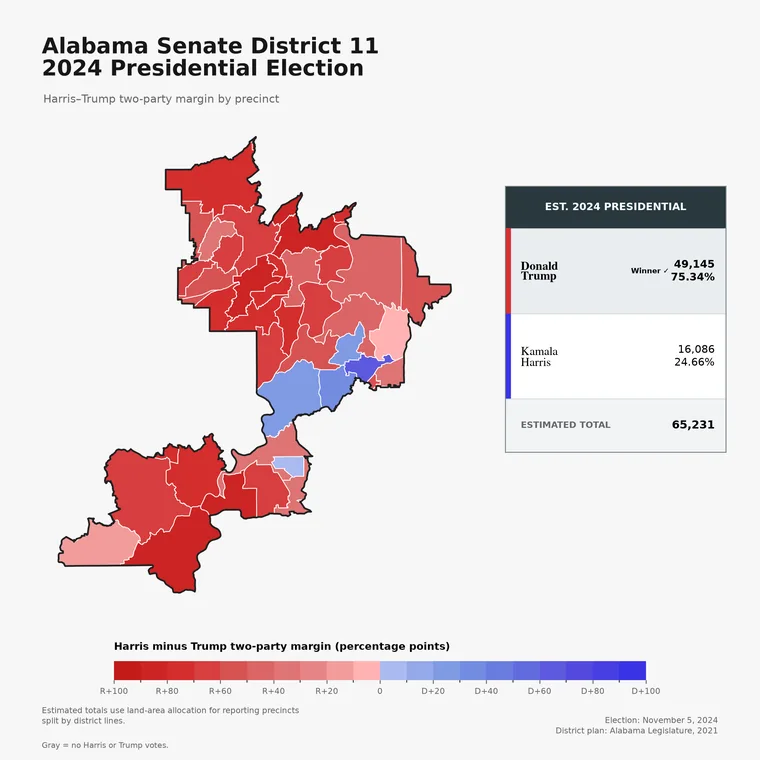 Alabama Senate District 11
2024 Presidential Election
Harris–Trump two-party margin by precinct
EST. 2024 PRESIDENTIAL
Donald
Trump
Winner ✓
49,145
75.34%
Kamala
Harris
16,086
24.66%
ESTIMATED TOTAL
65,231
Harris minus Trump two-party margin (percentage points)
R+100 R+80 R+60 R+40 R+20 0 D+20 D+40 D+60 D+80 D+100
Estimated totals use land-area allocation for reporting precincts
split by district lines.
Gray = no Harris or Trump votes.
Election: November 5, 2024
District plan: Alabama Legislature, 2021